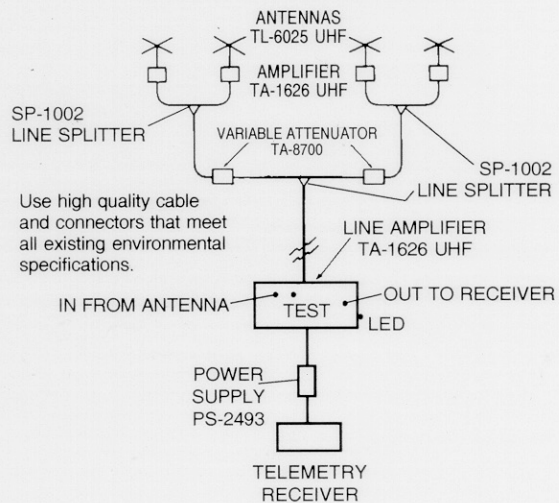 ANTENNAS
TL-6025 UHF
AMPLIFIER
TA-1626 UHF
SP-1002
LINE SPLITTER
VARIABLE ATTENUATOR
TA-8700
SP-1002
LINE SPLITTER
Use high quality cable
and connectors that meet
all existing environmental
specifications.
LINE AMPLIFIER
TA-1626 UHF
IN FROM ANTENNA
TEST
OUT TO RECEIVER
LED
POWER
SUPPLY
PS-2493
TELEMETRY
RECEIVER